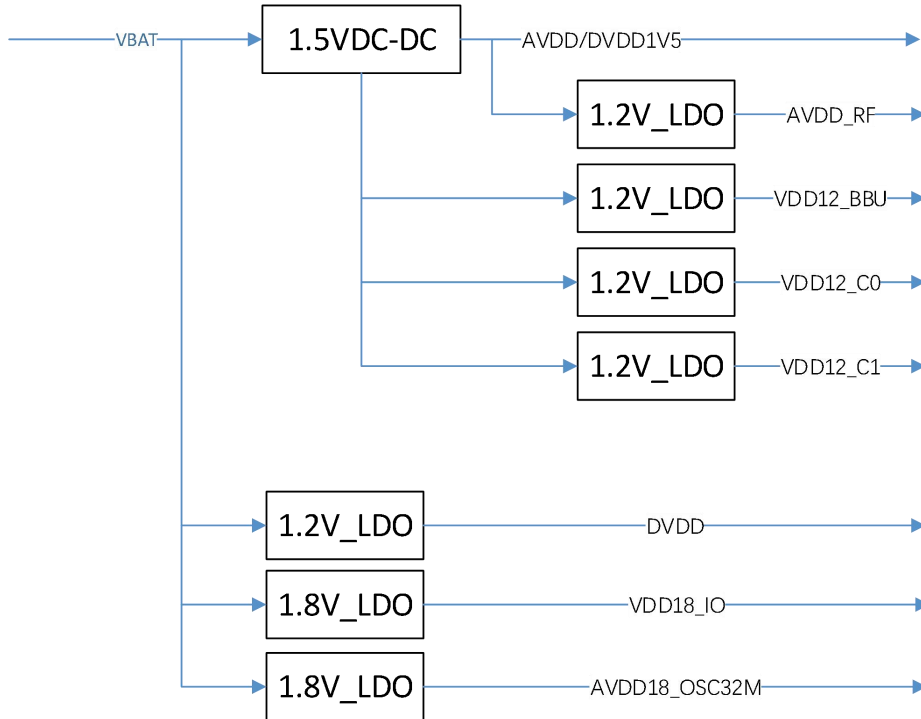 VBAT
1.5VDC-DC
AVDD/DVDD1V5
1.2V_LDO
AVDD_RF
1.2V_LDO
VDD12_BBU
1.2V_LDO
VDD12_C0
1.2V_LDO
VDD12_C1
1.2V_LDO
DVDD
1.8V_LDO
VDD18_IO
1.8V_LDO
AVDD18_OSC32M